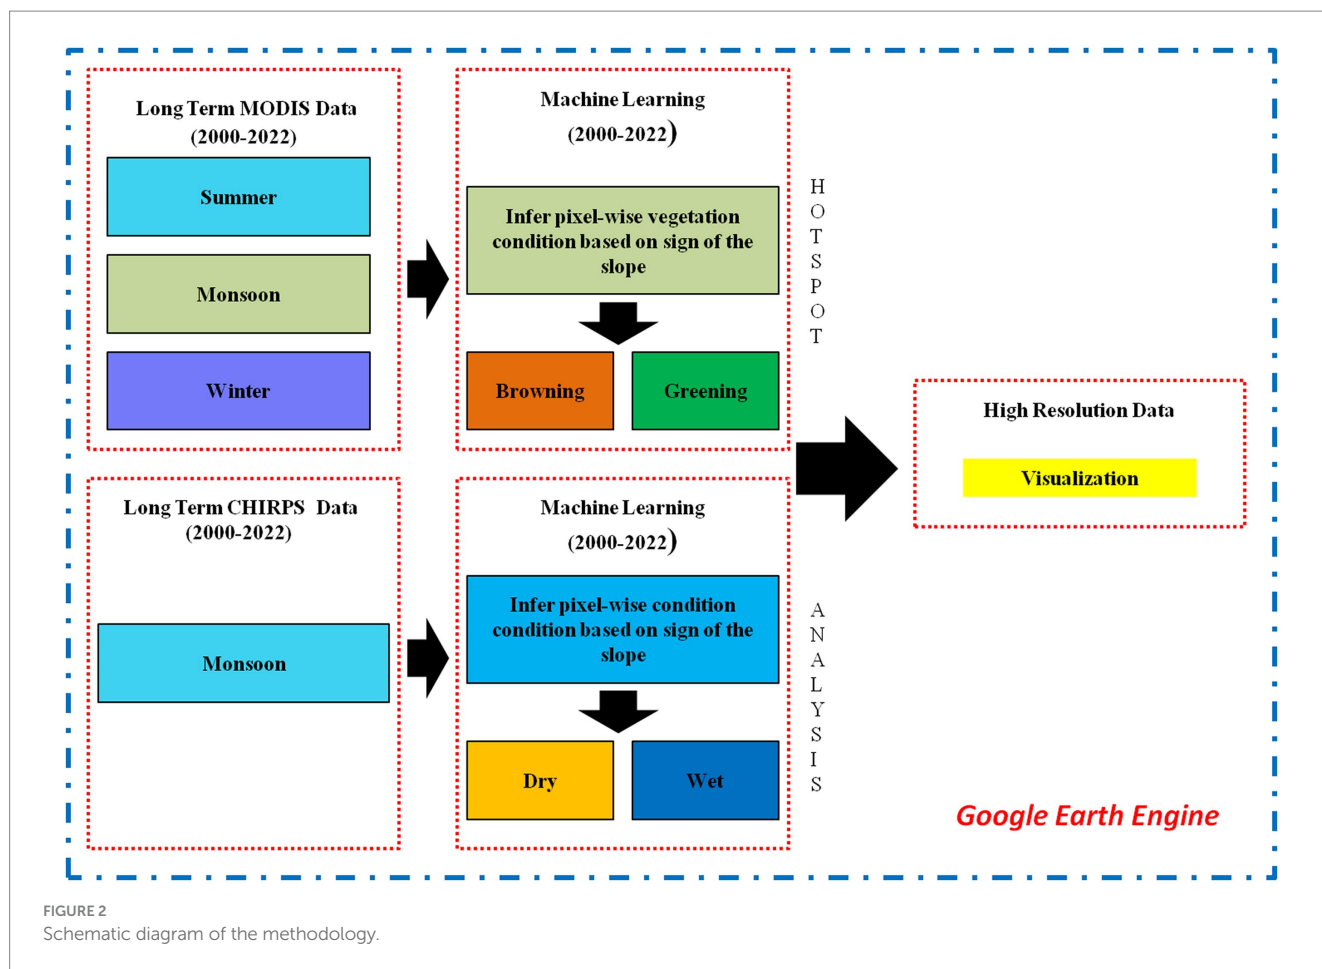 Long Term MODIS Data
(2000-2022)
Summer
Monsoon
Winter
Machine Learning
(2000-2022)
Infer pixel-wise vegetation
condition based on sign of the
slope
Browning
Greening
HOTSPOT
Long Term CHIRPS Data
(2000-2022)
Monsoon
Machine Learning
(2000-2022)
Infer pixel-wise condition
condition based on sign of the
slope
Dry
Wet
ANALYSIS
High Resolution Data
Visualization
Google Earth Engine
FIGURE 2
Schematic diagram of the methodology.